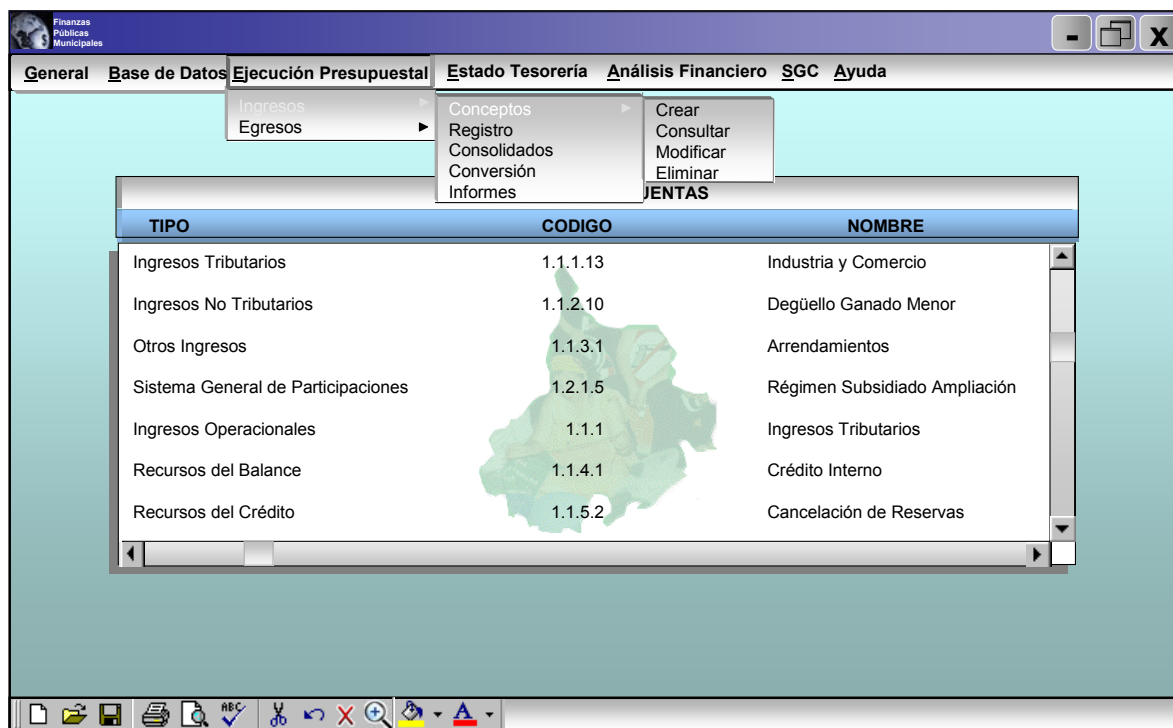 Finanzas
Públicas
Municipales
- X
General Base de Datos Ejecución Presupuestal Estado Tesorería Análisis Financiero SGC Ayuda
Ingresos
Egresos
Conceptos
Registro
Consolidados
Conversión
Informes
Crear
Consultar
Modificar
Eliminar
TIPO CODIGO NOMBRE
Ingresos Tributarios 1.1.1.13 Industria y Comercio
Ingresos No Tributarios 1.1.2.10 Degüello Ganado Menor
Otros Ingresos 1.1.3.1 Arrendamientos
Sistema General de Participaciones 1.2.1.5 Régimen Subsidiado Ampliación
Ingresos Operacionales 1.1.1 Ingresos Tributarios
Recursos del Balance 1.1.4.1 Crédito Interno
Recursos del Crédito 1.1.5.2 Cancelación de Reservas
ABC A